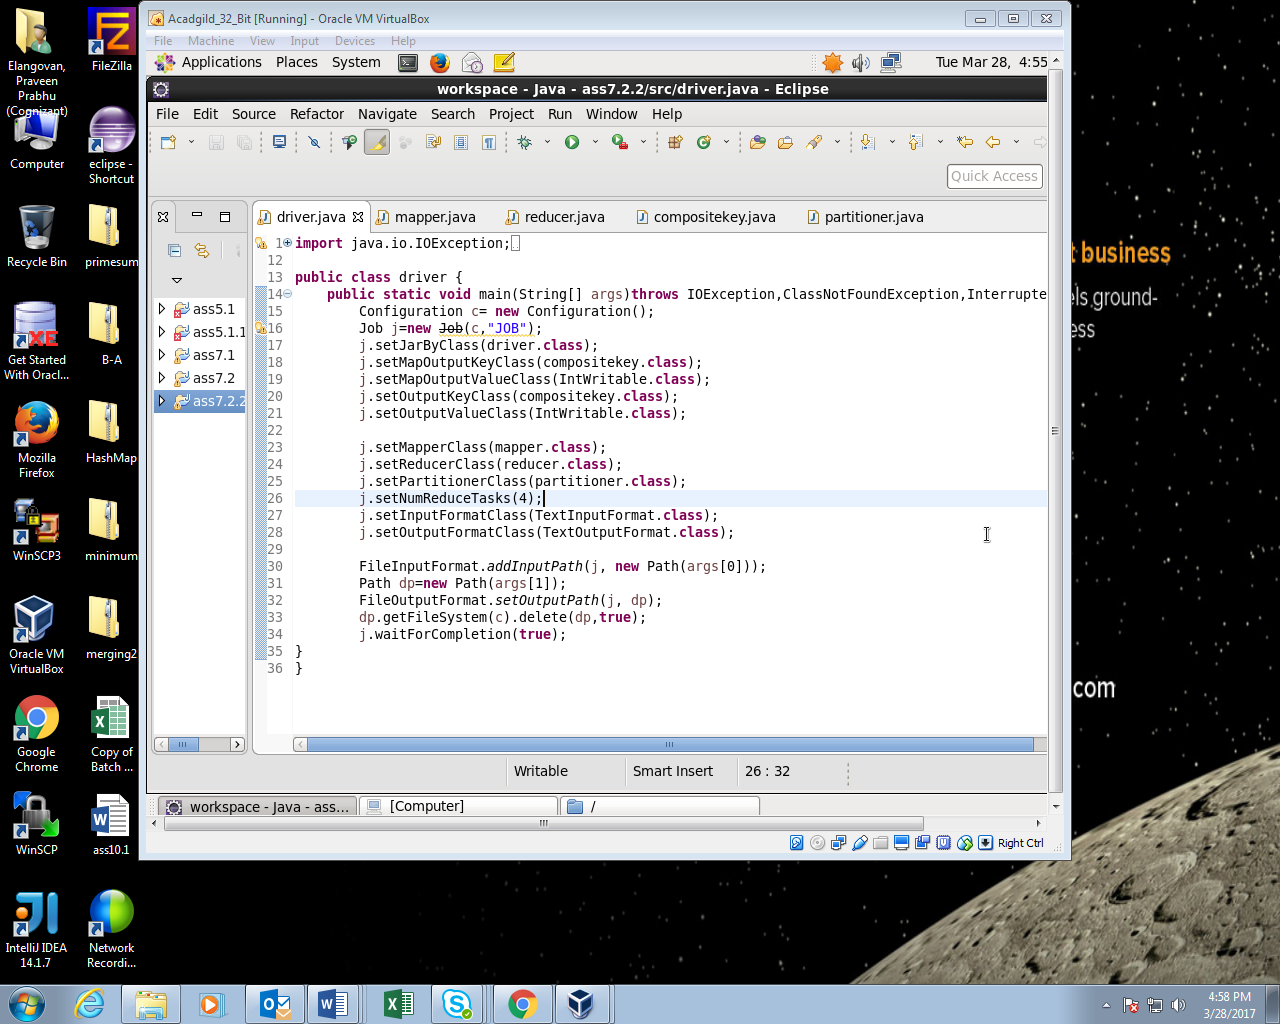 Elangovan,
Praveen
Prabhu
(Cognizant)
FileZilla
Computer
eclipse -
Shortcut
Recycle Bin
primesum
Get Started
With Oracl...
B-A
Mozilla
Firefox
HashMap
WinSCP3
minimum
Oracle VM
VirtualBox
merging2
Google
Chrome
Copy of
Batch ...
WinSCP
ass10.1
IntelliJ IDEA
14.1.7
Network
Recordi...
Acadgild_32_Bit [Running] - Oracle VM VirtualBox
File Machine View Input Devices Help
Applications Places System Tue Mar 28, 4:55
workspace - Java - ass7.2.2/src/driver.java - Eclipse
File Edit Source Refactor Navigate Search Project Run Window Help
Quick Access
driver.java mapper.java reducer.java compositekey.java partitioner.java
ass5.1
ass5.1.1
ass7.1
ass7.2
ass7.2.2
1 import java.io.IOException;
12
13 public class driver {
14 public static void main(String[] args)throws IOException,ClassNotFoundException,Interrupte
15 Configuration c= new Configuration();
16 Job j=new Job(c,"JOB");
17 j.setJarByClass(driver.class);
18 j.setMapOutputKeyClass(compositekey.class);
19 j.setMapOutputValueClass(IntWritable.class);
20 j.setOutputKeyClass(compositekey.class);
21 j.setOutputValueClass(IntWritable.class);
22
23 j.setMapperClass(mapper.class);
24 j.setReducerClass(reducer.class);
25 j.setPartitionerClass(partitioner.class);
26 j.setNumReduceTasks(4);
27 j.setInputFormatClass(TextInputFormat.class);
28 j.setOutputFormatClass(TextOutputFormat.class);
29
30 FileInputFormat.addInputPath(j, new Path(args[0]));
31 Path dp=new Path(args[1]);
32 FileOutputFormat.setOutputPath(j, dp);
33 dp.getFileSystem(c).delete(dp,true);
34 j.waitForCompletion(true);
35 }
36 }
Writable Smart Insert 26 : 32
workspace - Java - ass... [Computer] /
Right Ctrl
t business
els,ground-
ess
com
4:58 PM
3/28/2017